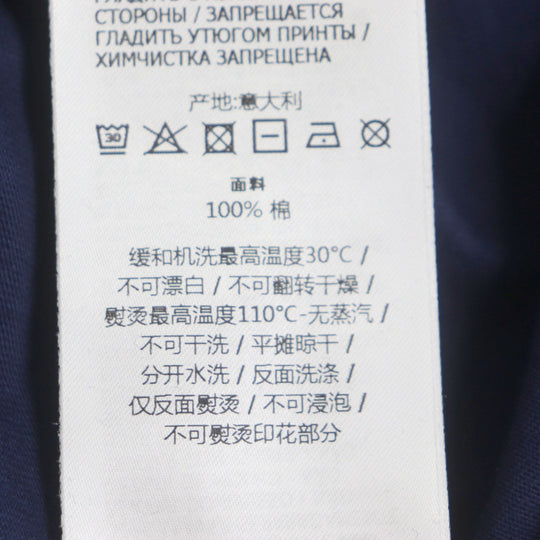 СТОРОНЫ / ЗАПРЕЩАЕТСЯ
ГЛАДИТЬ УТЮГОМ ПРИНТЫ /
ХИМЧИСТКА ЗАПРЕЩЕНА
产地:意大利
30
面料
100% 棉
缓和机洗最高温度30°C /
不可漂白 / 不可翻转干燥 /
熨烫最高温度110°C-无蒸汽 /
不可干洗 / 平摊晾干 /
分开水洗 / 反面洗涤 /
仅反面熨烫 / 不可浸泡 /
不可熨烫印花部分